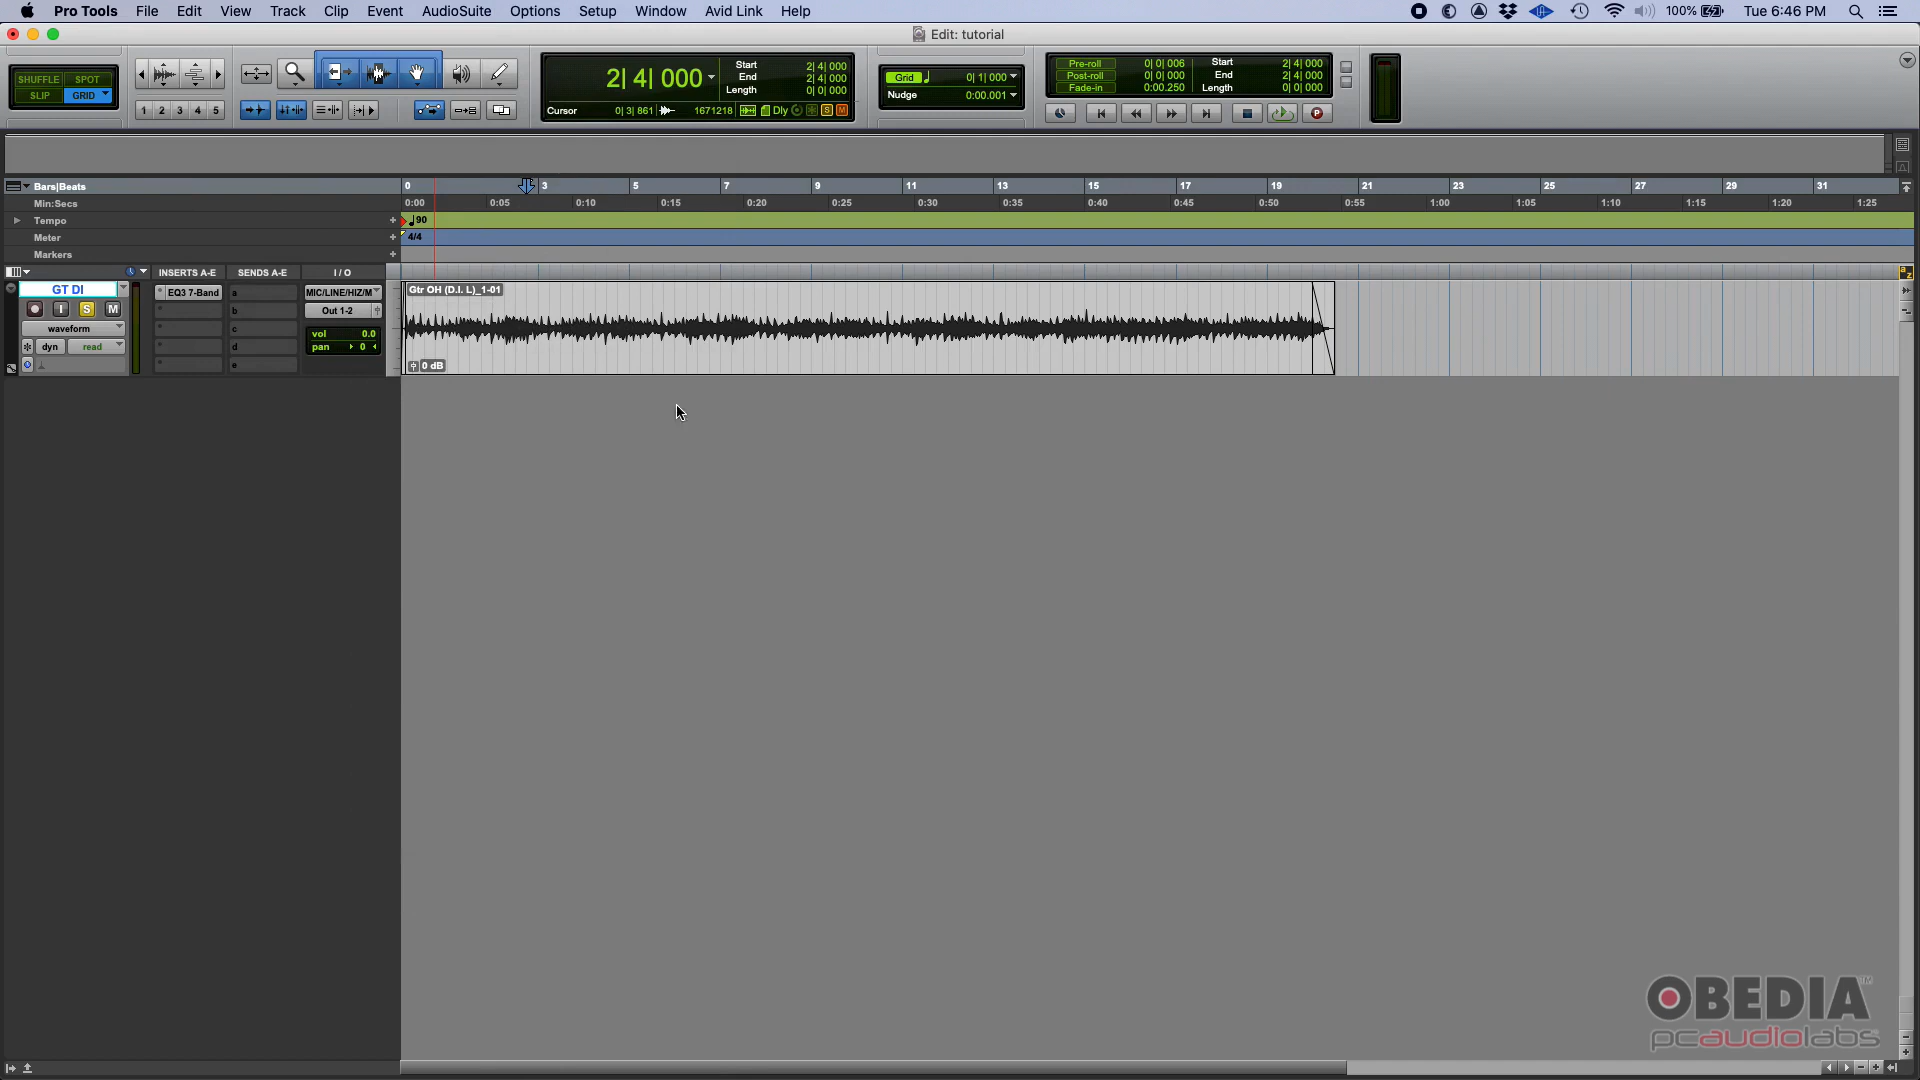 Pro Tools File Edit View Track Clip Event AudioSuite Options Setup Window Avid Link Help 100% Tue 6:46 PM
Edit: tutorial
SHUFFLE SPOT
SLIP GRID
1 2 3 4 5
2| 4| 000
Start 2| 4| 000
End 2| 4| 000
Length 0| 0| 000
Cursor 0| 3| 861 1671218 Dly S M
Grid 0| 1| 000
Nudge 0:00.001
Pre-roll 0| 0| 006
Post-roll 0| 0| 000
Fade-in 0:00.250
Start 2| 4| 000
End 2| 4| 000
Length 0| 0| 000
Bars|Beats 0 3 5 7 9 11 13 15 17 19 21 23 25 27 29 31
Min:Secs 0:00 0:05 0:10 0:15 0:20 0:25 0:30 0:35 0:40 0:45 0:50 0:55 1:00 1:05 1:10 1:15 1:20 1:25
Tempo + 90
Meter + 4/4
Markers +
INSERTS A-E SENDS A-E I / O
GT DI
I S M
waveform
dyn read
EQ3 7-Band
a
b
c
d
e
MIC/LINE/HIZ/M
Out 1-2
vol 0.0
pan 0
Gtr OH (D.I. L)_1-01
0 dB
a z
OBEDIA™
pcaudiolabs